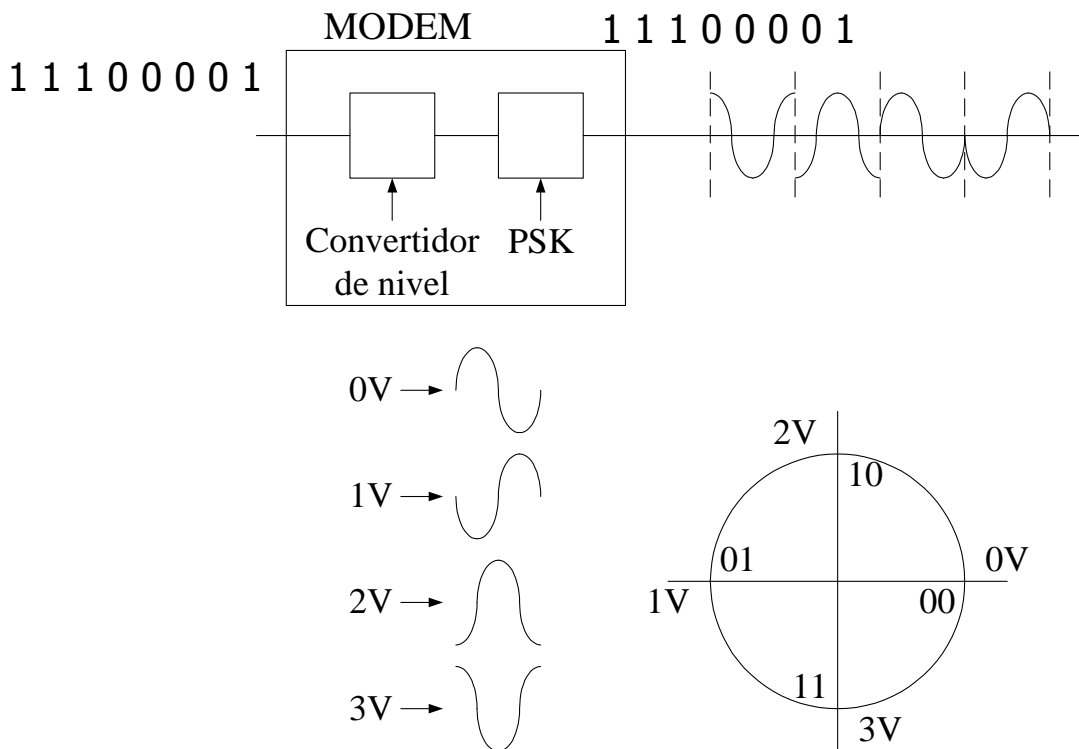 MODEM
1 1 1 0 0 0 0 1
1 1 1 0 0 0 0 1
Convertidor
de nivel
PSK
0V
1V
2V
3V
2V
10
01
0V
1V
00
11
3V